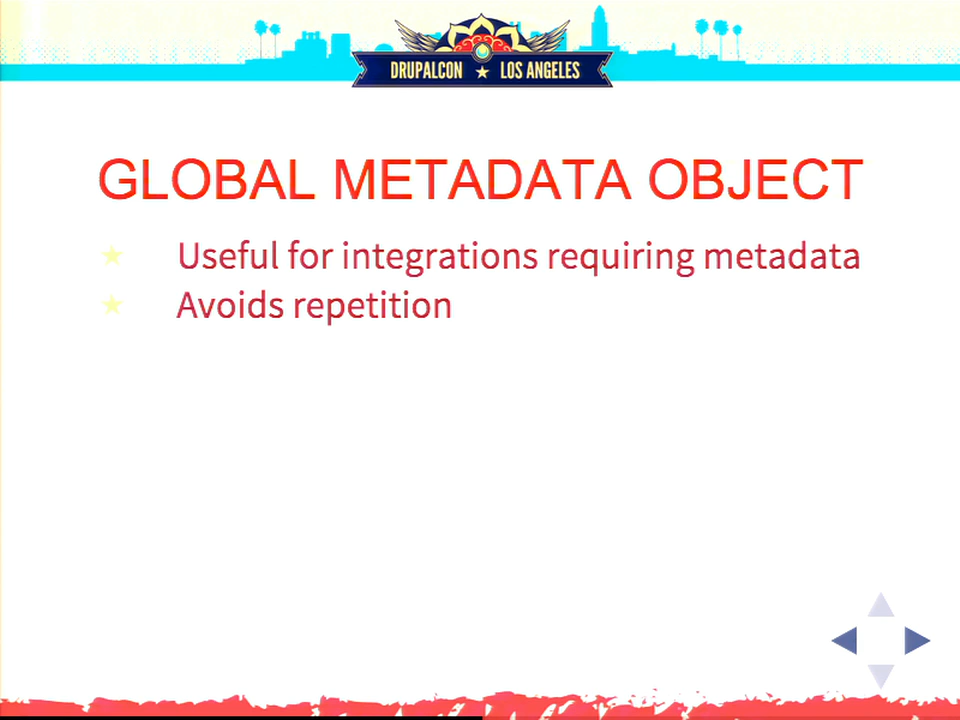 DRUPALCON ★ LOS ANGELES
GLOBAL METADATA OBJECT
★ Useful for integrations requiring metadata
★ Avoids repetition